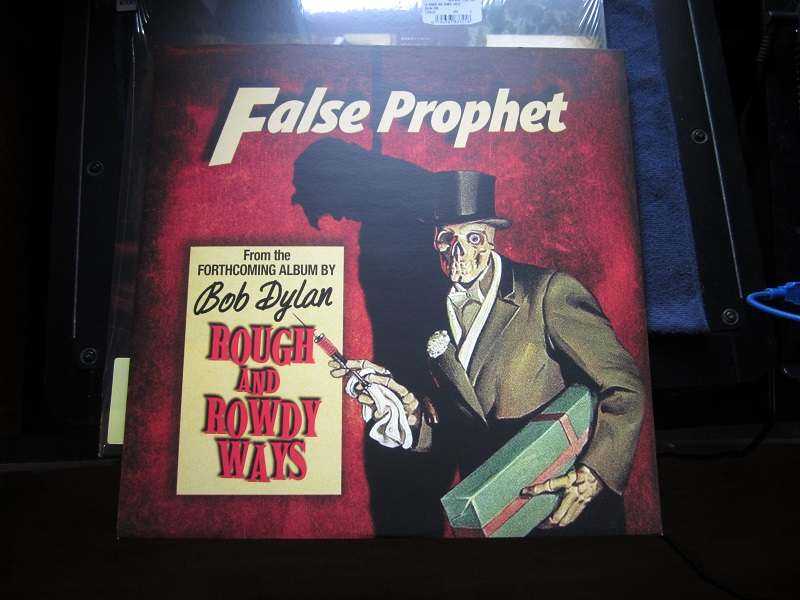 False Prophet
From the
FORTHCOMING ALBUM BY
Bob Dylan
ROUGH
AND
ROWDY
WAYS